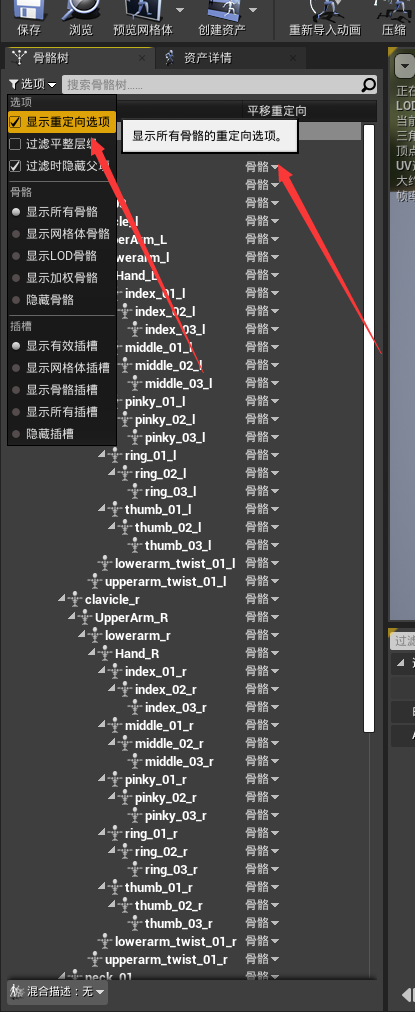 保存
浏览
预览网格体
创建资产
重新导入动画
压缩
骨骼树
资产详情
选项
搜索骨骼树......
选项
平移重定向
显示重定向选项
显示所有骨骼的重定向选项。
过滤平整层级
过滤时隐藏父项
骨骼
骨骼
显示所有骨骼
骨骼
显示网格体骨骼
骨骼
显示LOD骨骼
骨骼
显示加权骨骼
骨骼
隐藏骨骼
插槽
显示有效插槽
显示网格体插槽
显示骨骼插槽
显示所有插槽
隐藏插槽
UpperArm_L 骨骼
lowerarm_l 骨骼
Hand_L 骨骼
index_01_l 骨骼
index_02_l 骨骼
index_03_l 骨骼
middle_01_l 骨骼
middle_02_l 骨骼
middle_03_l 骨骼
pinky_01_l 骨骼
pinky_02_l 骨骼
pinky_03_l 骨骼
ring_01_l 骨骼
ring_02_l 骨骼
ring_03_l 骨骼
thumb_01_l 骨骼
thumb_02_l 骨骼
thumb_03_l 骨骼
lowerarm_twist_01_l 骨骼
upperarm_twist_01_l 骨骼
clavicle_r 骨骼
UpperArm_R 骨骼
lowerarm_r 骨骼
Hand_R 骨骼
index_01_r 骨骼
index_02_r 骨骼
index_03_r 骨骼
middle_01_r 骨骼
middle_02_r 骨骼
middle_03_r 骨骼
pinky_01_r 骨骼
pinky_02_r 骨骼
pinky_03_r 骨骼
ring_01_r 骨骼
ring_02_r 骨骼
ring_03_r 骨骼
thumb_01_r 骨骼
thumb_02_r 骨骼
thumb_03_r 骨骼
lowerarm_twist_01_r 骨骼
upperarm_twist_01_r 骨骼
neck_01 骨骼
混合描述：无
正在
LOD
当前
三角
顶点
UV
大约
帧率
过滤